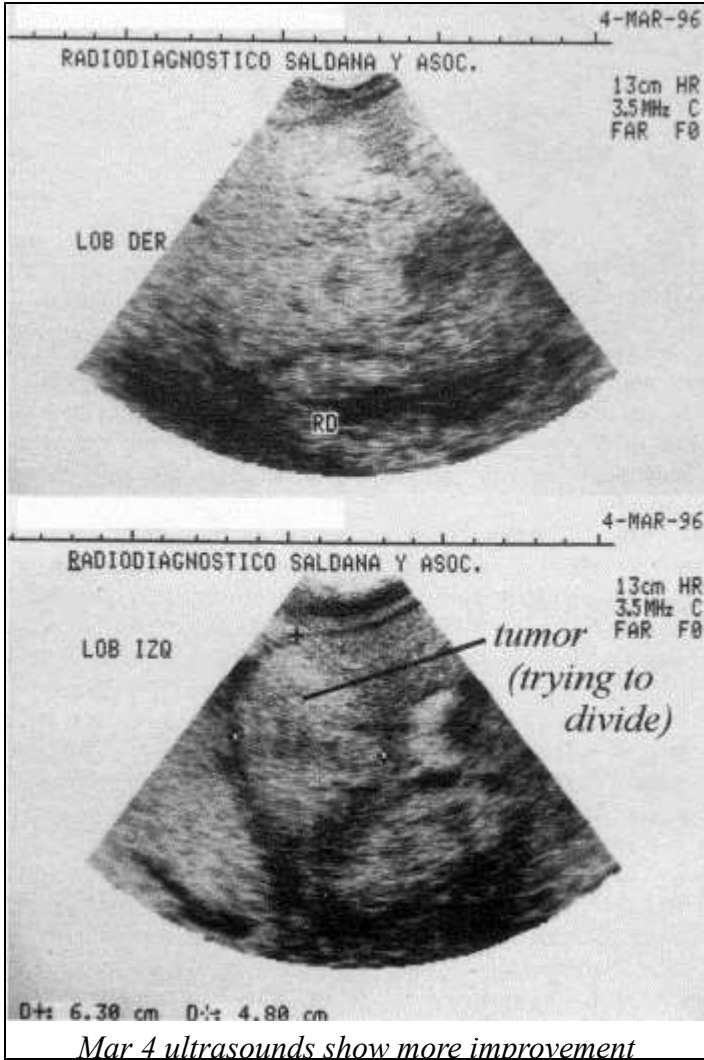 4-MAR-96
RADIODIAGNOSTICO SALDANA Y ASOC.
13cm HR
3.5MHz C
FAR F0
LOB DER
RD
4-MAR-96
RADIODIAGNOSTICO SALDANA Y ASOC.
13cm HR
3.5MHz C
FAR F0
LOB IZQ
tumor
(trying to
divide)
D+: 6.30 cm D⁛: 4.80 cm
Mar 4 ultrasounds show more improvement